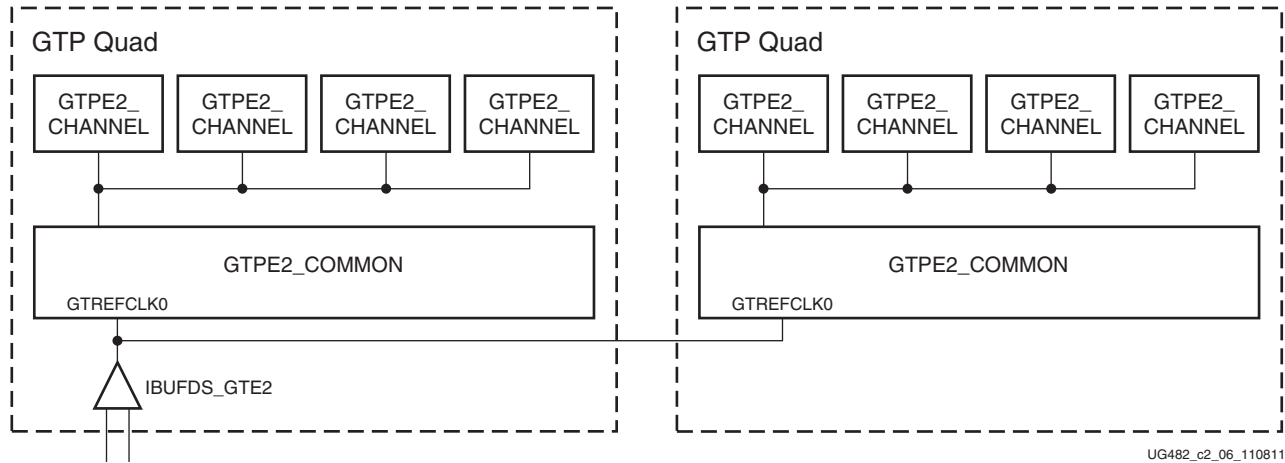 GTP Quad
GTPE2_
CHANNEL
GTPE2_
CHANNEL
GTPE2_
CHANNEL
GTPE2_
CHANNEL
GTPE2_COMMON
GTREFCLK0
IBUFDS_GTE2
GTP Quad
GTPE2_
CHANNEL
GTPE2_
CHANNEL
GTPE2_
CHANNEL
GTPE2_
CHANNEL
GTPE2_COMMON
GTREFCLK0
UG482_c2_06_110811